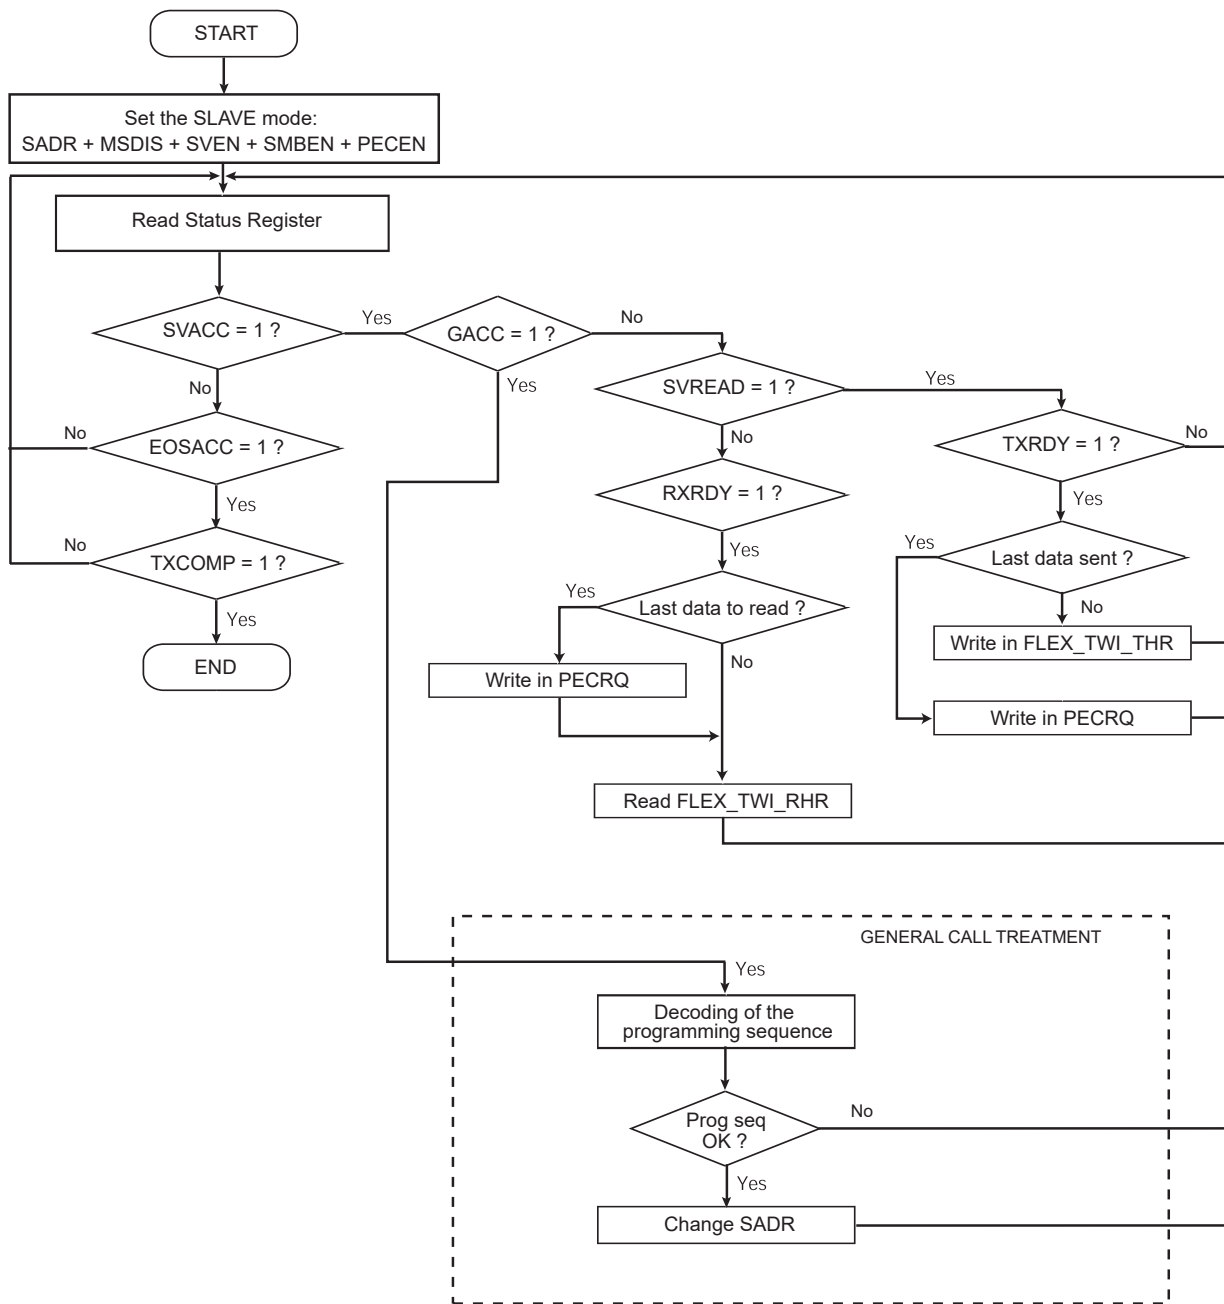 START
Set the SLAVE mode:
SADR + MSDIS + SVEN + SMBEN + PECEN
Read Status Register
SVACC = 1 ?
Yes
GACC = 1 ?
No
No
Yes
SVREAD = 1 ?
Yes
No
EOSACC = 1 ?
No
TXRDY = 1 ?
No
Yes
RXRDY = 1 ?
Yes
No
TXCOMP = 1 ?
Yes
Yes
Last data sent ?
Yes
Last data to read ?
No
Yes
END
No
Write in FLEX_TWI_THR
Write in PECRQ
Write in PECRQ
Read FLEX_TWI_RHR
GENERAL CALL TREATMENT
Yes
Decoding of the
programming sequence
Prog seq
OK ?
No
Yes
Change SADR